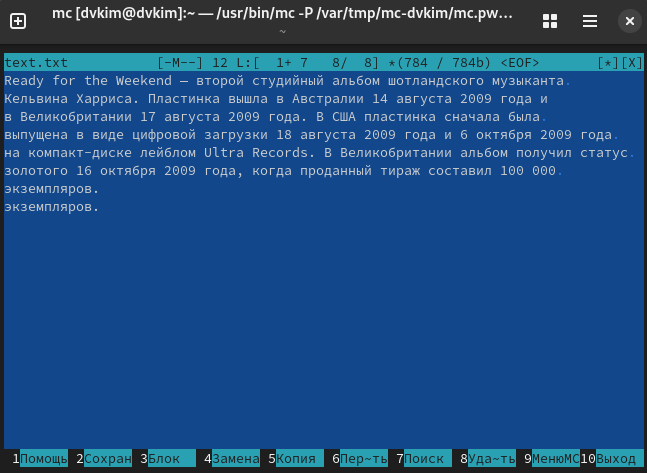 mc [dvkim@dvkim]:~ — /usr/bin/mc -P /var/tmp/mc-dvkim/mc.pw…
~
text.txt [-M--] 12 L:[ 1+ 7 8/ 8] *(784 / 784b) <EOF> [*][X]
Ready for the Weekend — второй студийный альбом шотландского музыканта.
Кельвина Харриса. Пластинка вышла в Австралии 14 августа 2009 года и
в Великобритании 17 августа 2009 года. В США пластинка сначала была.
выпущена в виде цифровой загрузки 18 августа 2009 года и 6 октября 2009 года.
на компакт-диске лейблом Ultra Records. В Великобритании альбом получил статус.
золотого 16 октября 2009 года, когда проданный тираж составил 100 000.
экземпляров.
экземпляров.
1Помощь 2Сохран 3Блок 4Замена 5Копия 6Пер~ть 7Поиск 8Уда~ть 9МенюMC 10Выход